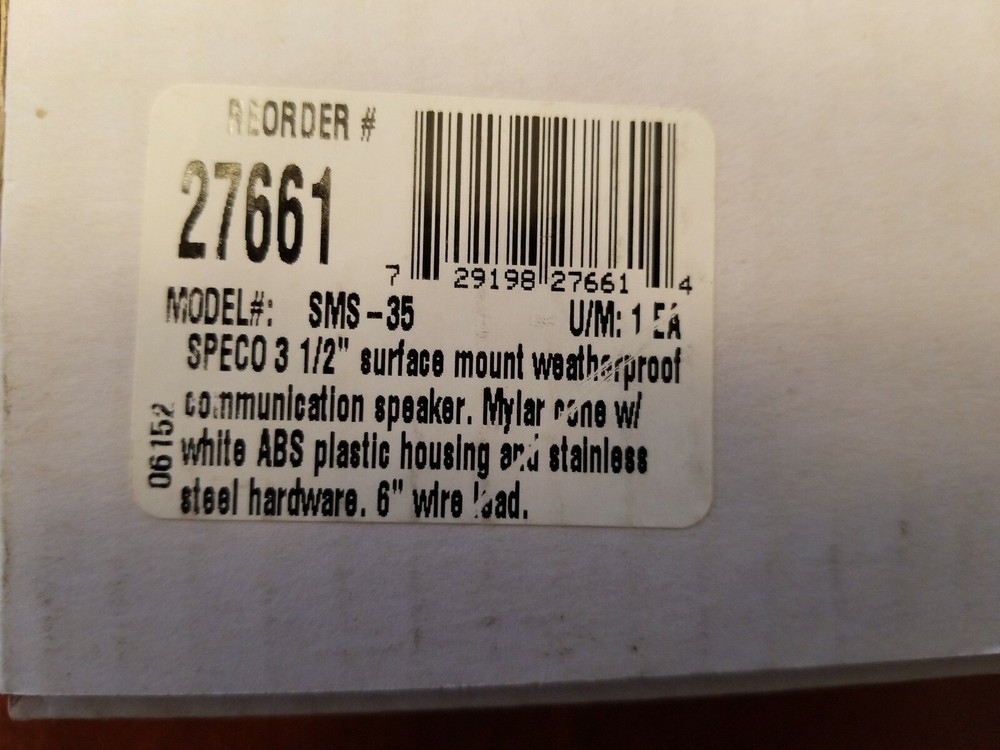 REORDER #
27661
7 29198 27661 4
MODEL#: SMS-35 U/M: 1 EA
SPECO 3 1/2" surface mount weatherproof
communication speaker. Mylar cone w/
white ABS plastic housing and stainless
steel hardware. 6" wire lead.
06152